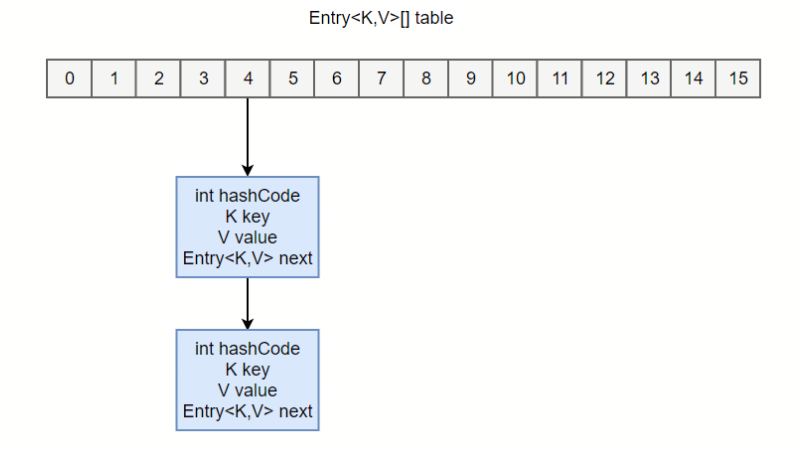 Entry<K,V>[] table
0 1 2 3 4 5 6 7 8 9 10 11 12 13 14 15
int hashCode
K key
V value
Entry<K,V> next
int hashCode
K key
V value
Entry<K,V> next